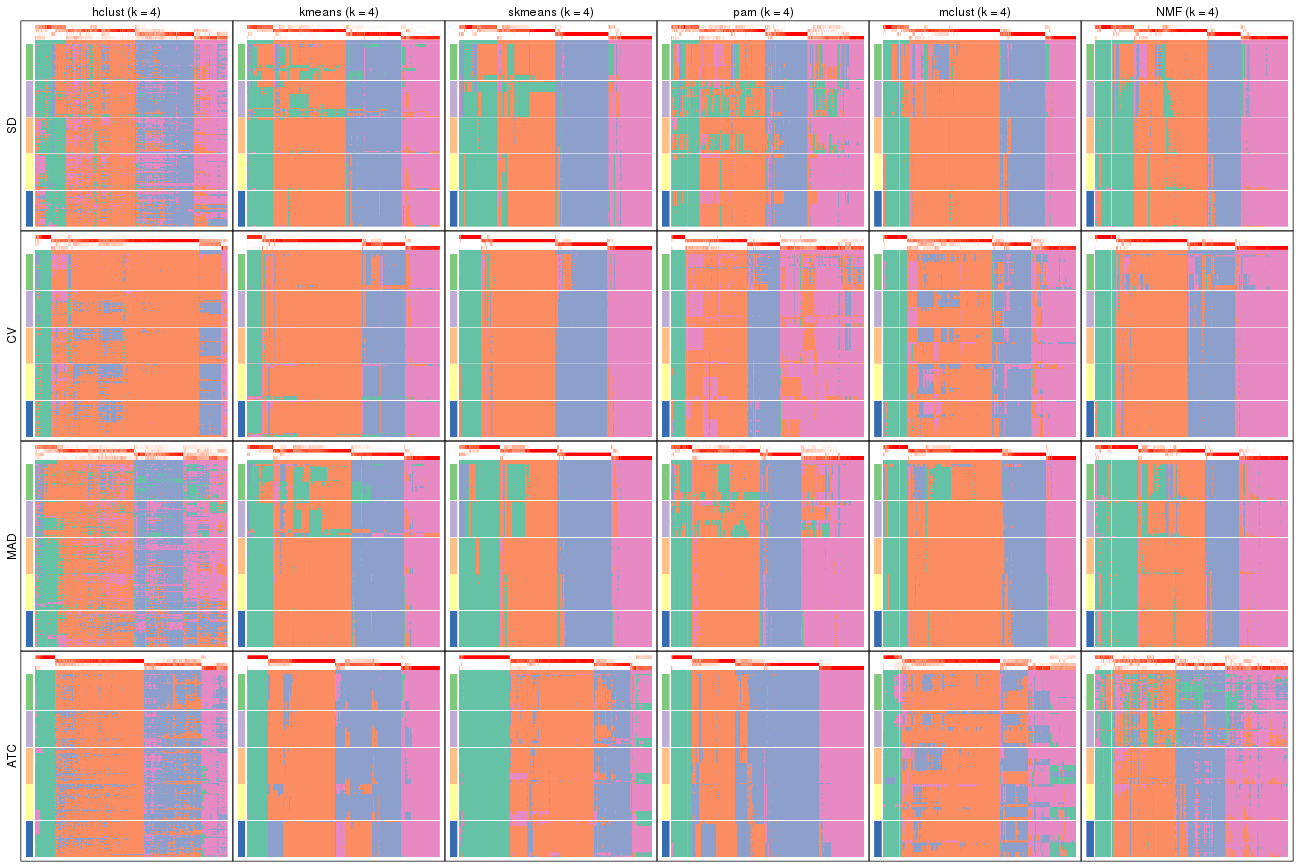 hclust (k = 4) kmeans (k = 4) skmeans (k = 4) pam (k = 4) mclust (k = 4) NMF (k = 4)
SD
CV
MAD
ATC